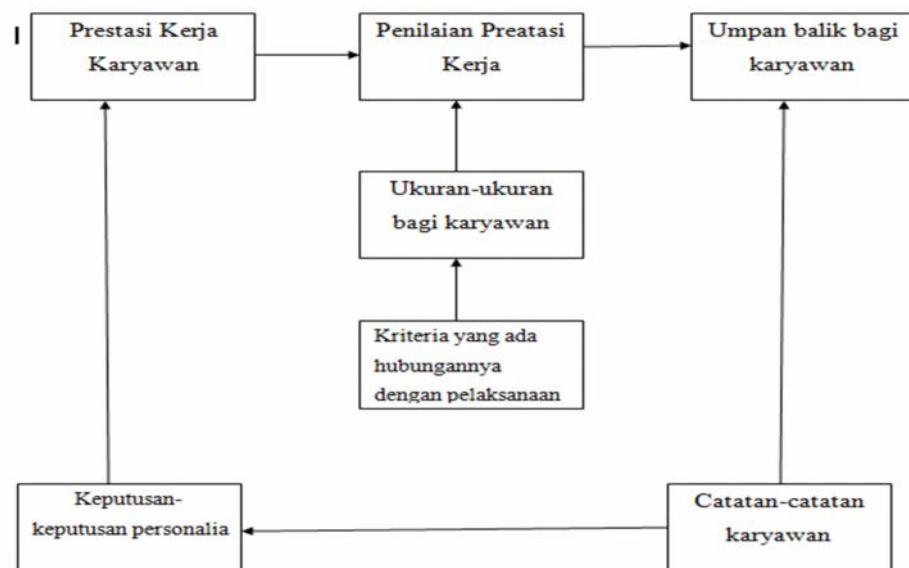 Prestasi Kerja
Karyawan
Penilaian Preatasi
Kerja
Umpan balik bagi
karyawan
Ukuran-ukuran
bagi karyawan
Kriteria yang ada
hubungannya
dengan pelaksanaan
Keputusan-
keputusan personalia
Catatan-catatan
karyawan